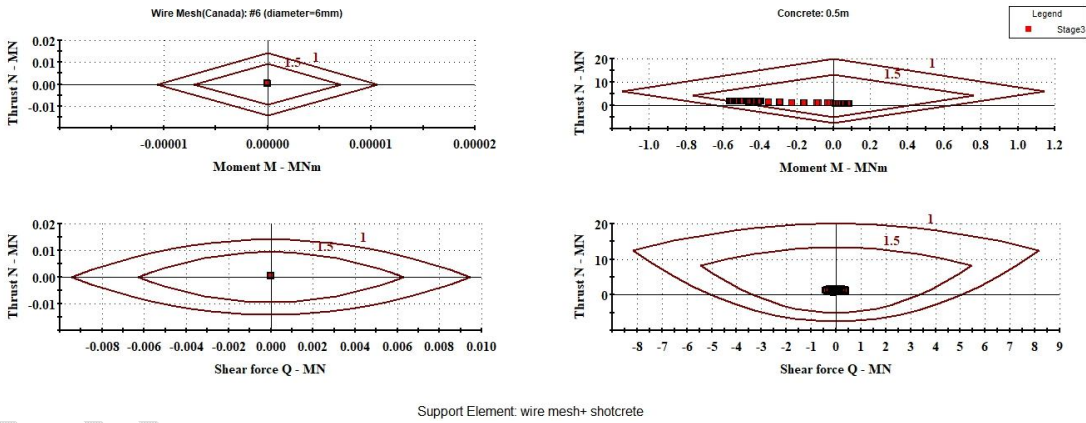 Wire Mesh(Canada): #6 (diameter=6mm)
Thrust N - MN
0.02
0.01
0.00
-0.01
1.5
1
-0.00001
0.00000
0.00001
0.00002
Moment M - MNm
Concrete: 0.5m
Legend
Stage3
Thrust N - MN
20
10
0
1.5
1
-1.0 -0.8 -0.6 -0.4 -0.2 0.0 0.2 0.4 0.6 0.8 1.0 1.2
Moment M - MNm
Thrust N - MN
0.02
0.01
0.00
-0.01
1.5
1
-0.008 -0.006 -0.004 -0.002 0.000 0.002 0.004 0.006 0.008 0.010
Shear force Q - MN
Thrust N - MN
20
10
0
1.5
1
-8 -7 -6 -5 -4 -3 -2 -1 0 1 2 3 4 5 6 7 8 9
Shear force Q - MN
Support Element: wire mesh+ shotcrete